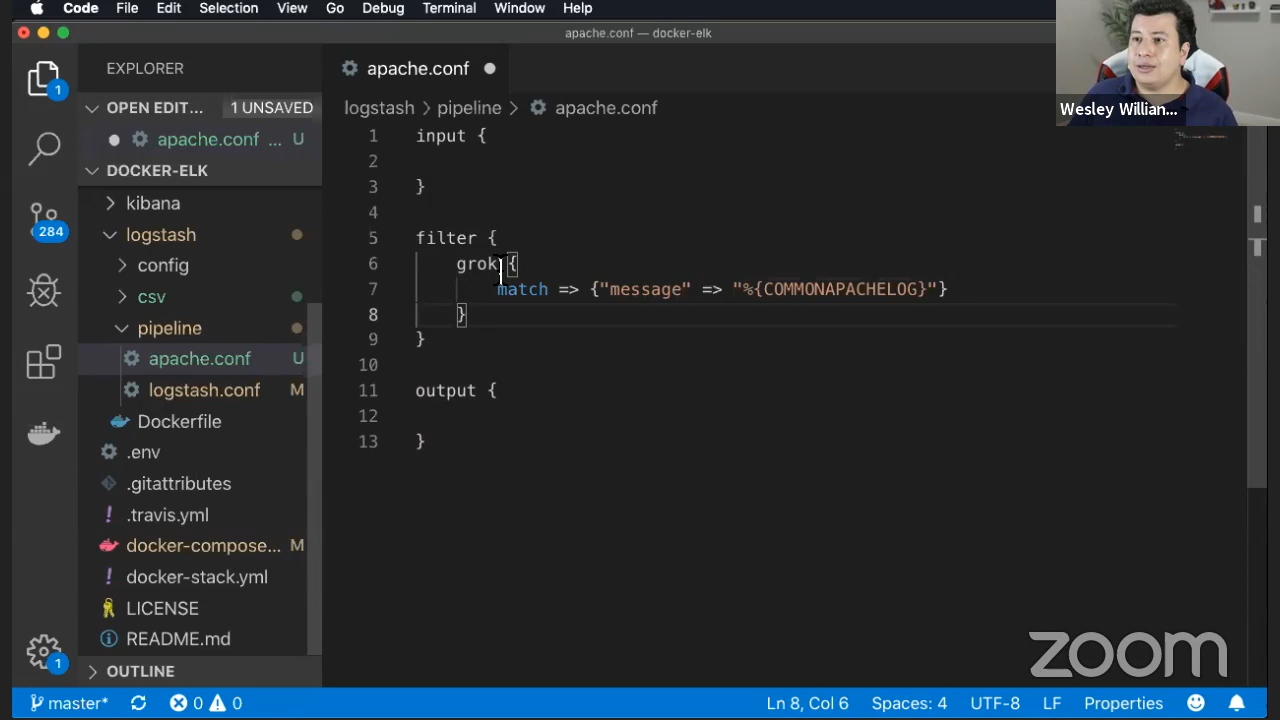 Code File Edit Selection View Go Debug Terminal Window Help
apache.conf — docker-elk
EXPLORER
OPEN EDIT... 1 UNSAVED
apache.conf ... U
DOCKER-ELK
kibana
logstash
config
csv
pipeline
apache.conf U
logstash.conf M
Dockerfile
.env
.gitattributes
.travis.yml
docker-compose... M
docker-stack.yml
LICENSE
README.md
OUTLINE
1
284
1
apache.conf
logstash > pipeline > apache.conf
1 input {
2
3 }
4
5 filter {
6 grok {
7 match => {"message" => "%{COMMONAPACHELOG}"}
8 }
9 }
10
11 output {
12
13 }
Wesley Willian...
zoom
master* 0 0 Ln 8, Col 6 Spaces: 4 UTF-8 LF Properties